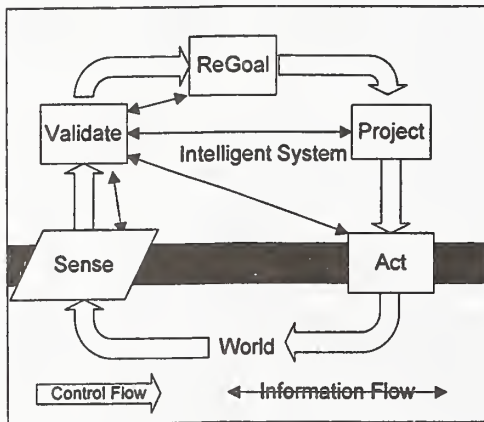 ReGoal
Validate
Project
Intelligent System
Sense
Act
World
Control Flow
Information Flow